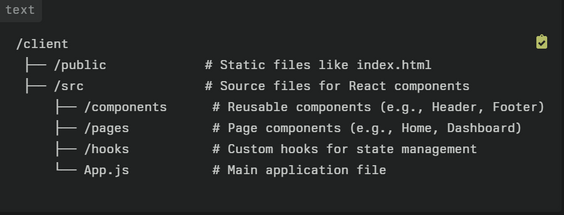 text
/client
├── /public # Static files like index.html
├── /src # Source files for React components
├── /components # Reusable components (e.g., Header, Footer)
├── /pages # Page components (e.g., Home, Dashboard)
├── /hooks # Custom hooks for state management
└── App.js # Main application file